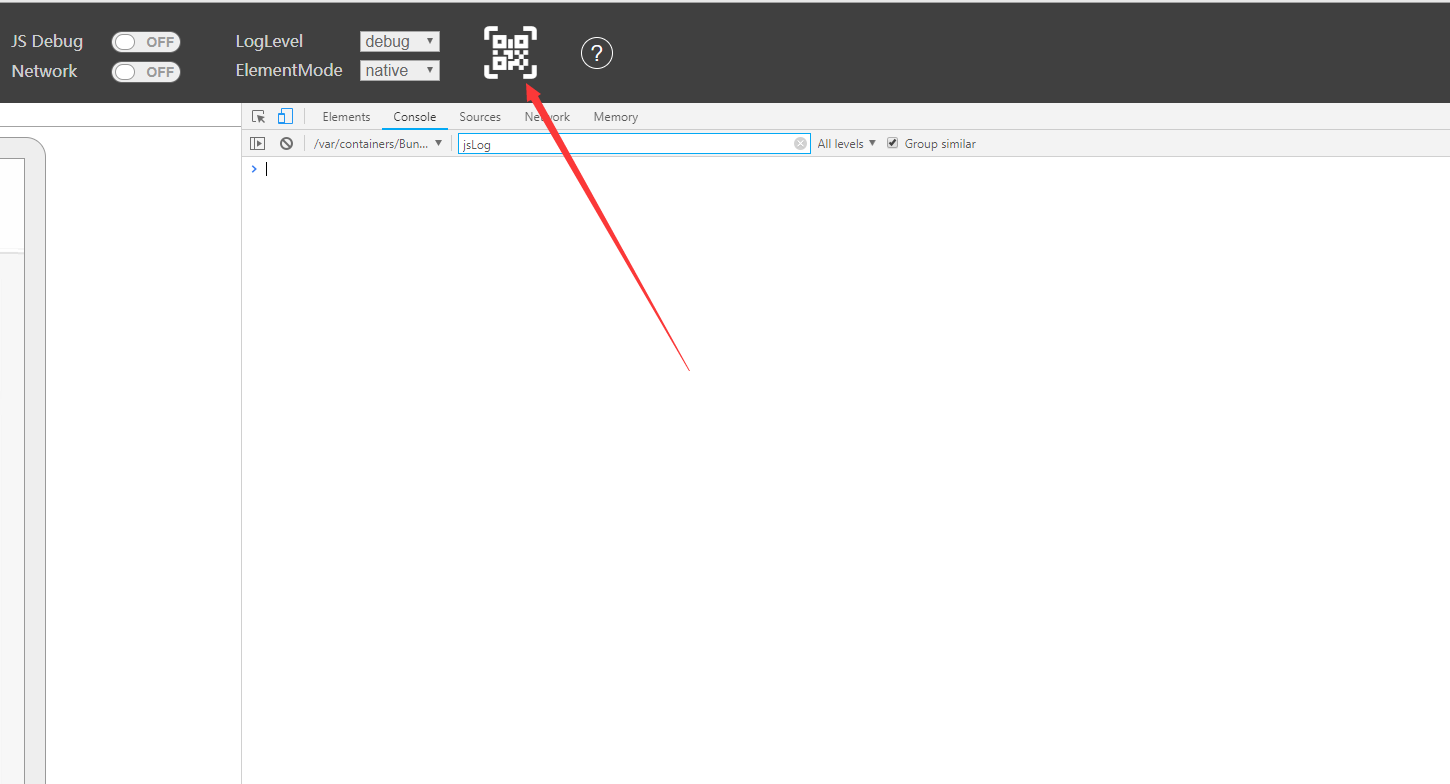 JS Debug OFF LogLevel debug
Network OFF ElementMode native
?
Elements Console Sources Network Memory
/var/containers/Bun... jsLog All levels Group similar